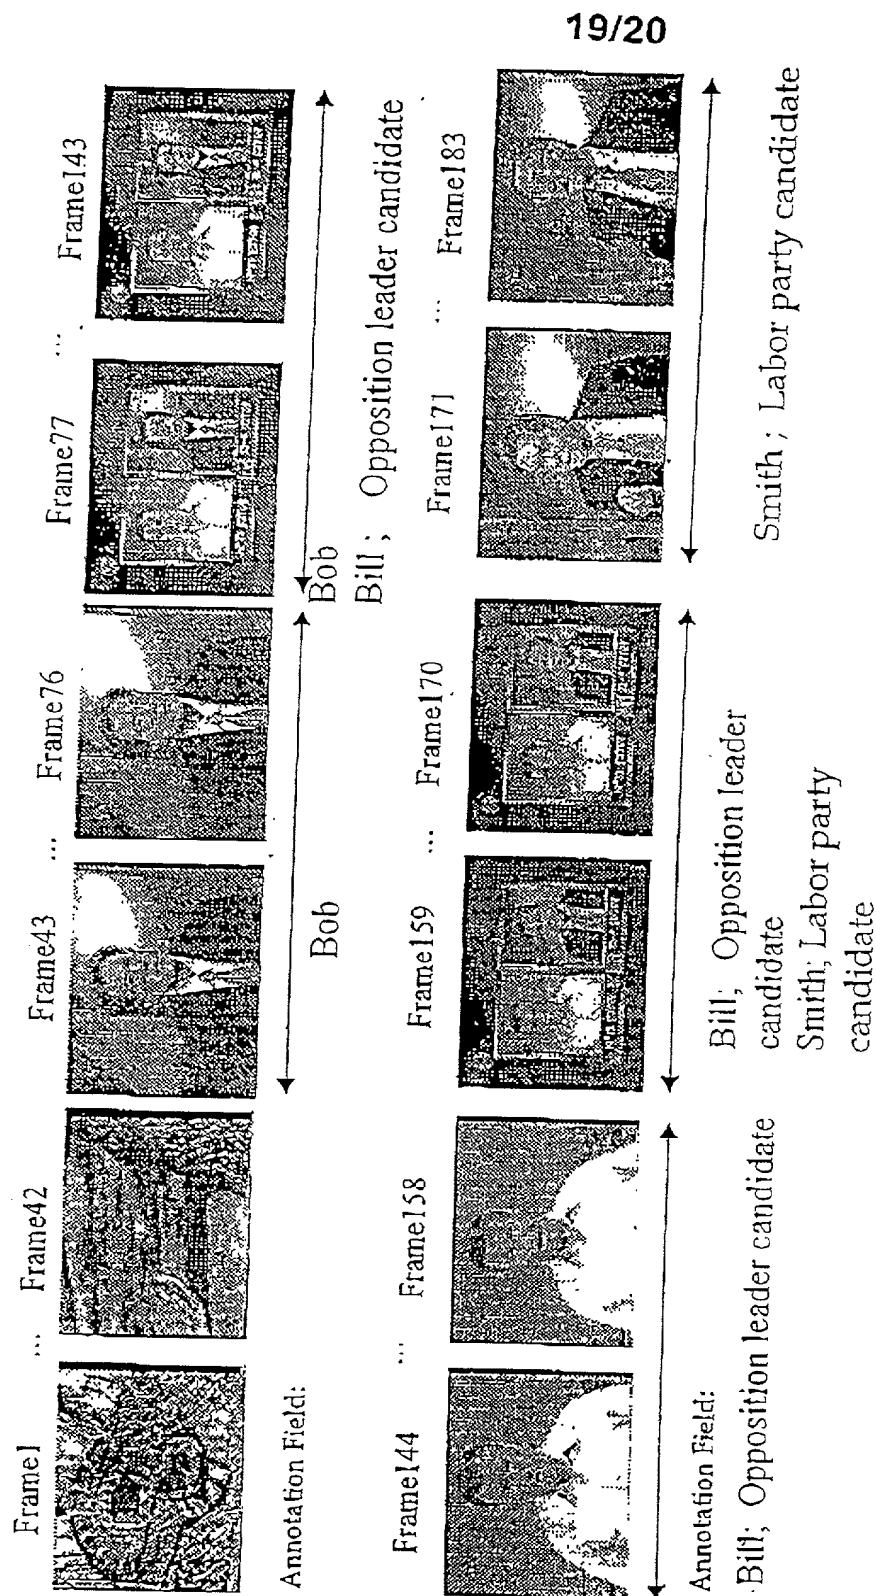 19/20
Frame1 ... Frame42 Frame43 ... Frame76 Frame77 ... Frame143
Annotation Field:
Bob
Bob
Bill; Opposition leader candidate
Frame144 ... Frame158 Frame159 ... Frame170 Frame171 ... Frame183
Annotation Field:
Bill; Opposition leader candidate
Bill; Opposition leader
candidate
Smith; Labor party
candidate
Smith; Labor party candidate